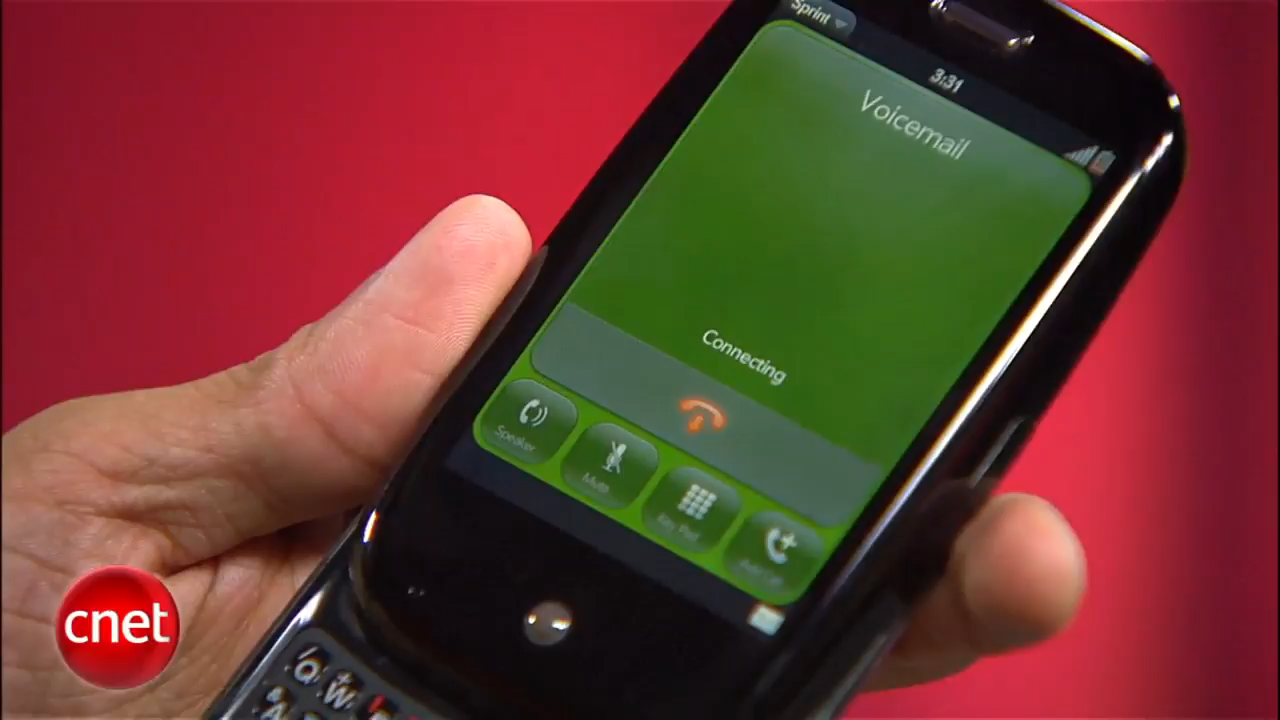 Sprint
3:31
Voicemail
Connecting
Speaker
Mute
Key Pad
Add Call
cnet
Q
W
A